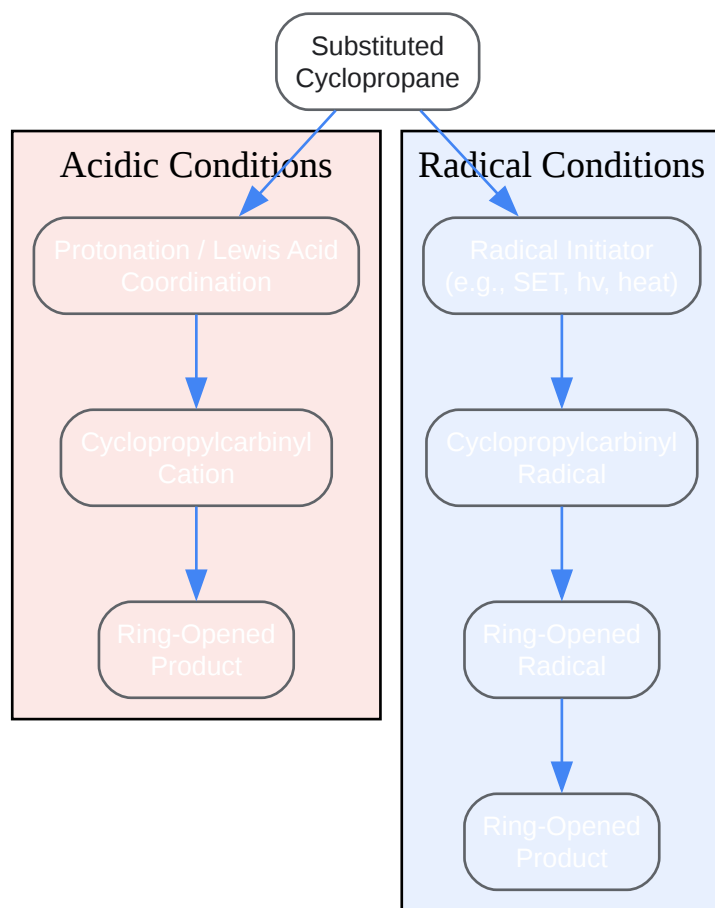 Substituted
Cyclopropane
Acidic Conditions
Protonation / Lewis Acid
Coordination
Cyclopropylcarbinyl
Cation
Ring-Opened
Product
Radical Conditions
Radical Initiator
(e.g., SET, hv, heat)
Cyclopropylcarbinyl
Radical
Ring-Opened
Radical
Ring-Opened
Product